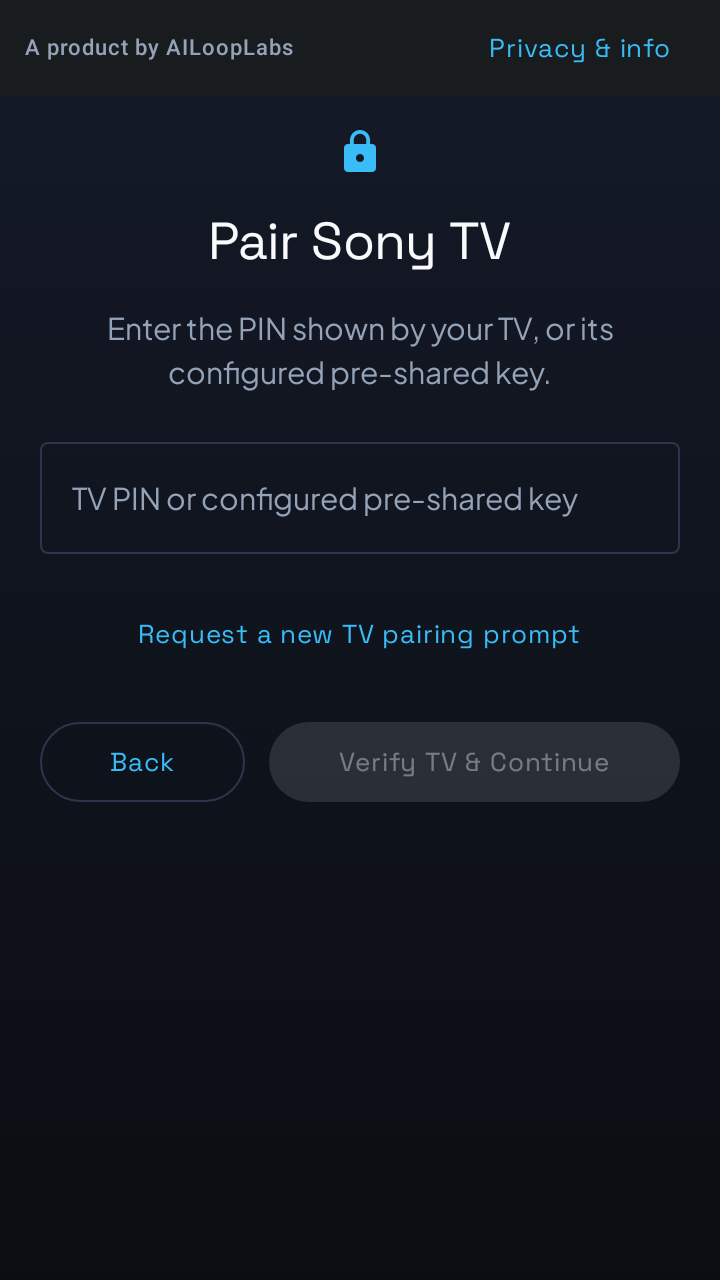 A product by AILoopLabs
Privacy & info
Pair Sony TV
Enter the PIN shown by your TV, or its
configured pre-shared key.
TV PIN or configured pre-shared key
Request a new TV pairing prompt
Back
Verify TV & Continue